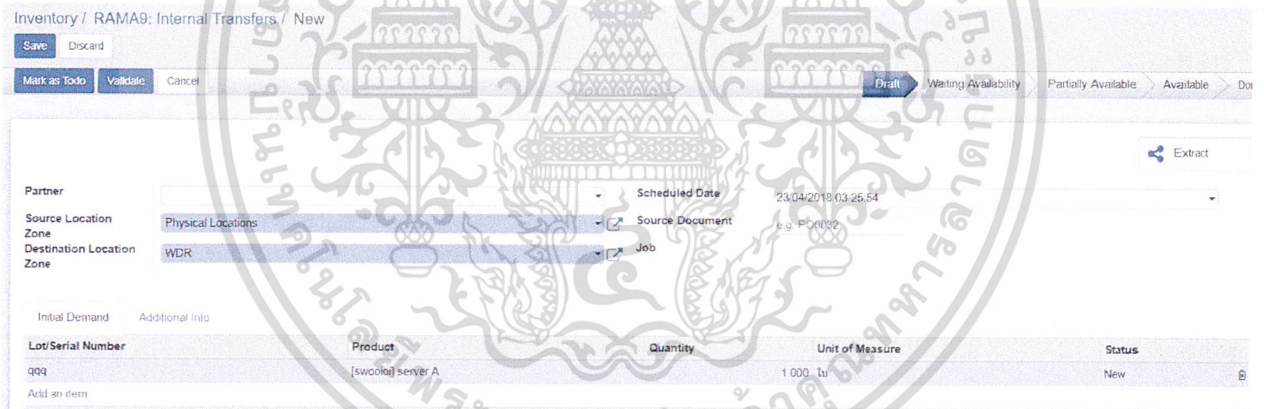 Inventory / RAMA9: Internal Transfers / New
Save Discard
Mark as Todo Validate Cancel Draft Waiting Availability Partially Available Available
Extract
Partner Scheduled Date 23/04/2018 03:25:54
Source Location Zone Physical Locations Source Document e.g. PO0032
Destination Location Zone WDR Job
Initial Demand Additional Info
Lot/Serial Number Product Quantity Unit of Measure Status
qqq server A 1.000 ใบ New
Add an item